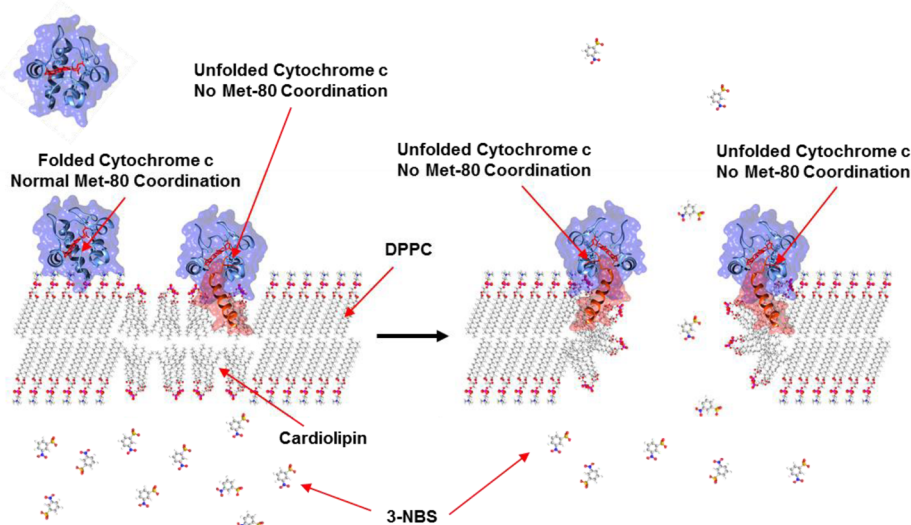 Unfolded Cytochrome c
No Met-80 Coordination
Folded Cytochrome c
Normal Met-80 Coordination
DPPC
Cardiolipin
Unfolded Cytochrome c
No Met-80 Coordination
Unfolded Cytochrome c
No Met-80 Coordination
3-NBS